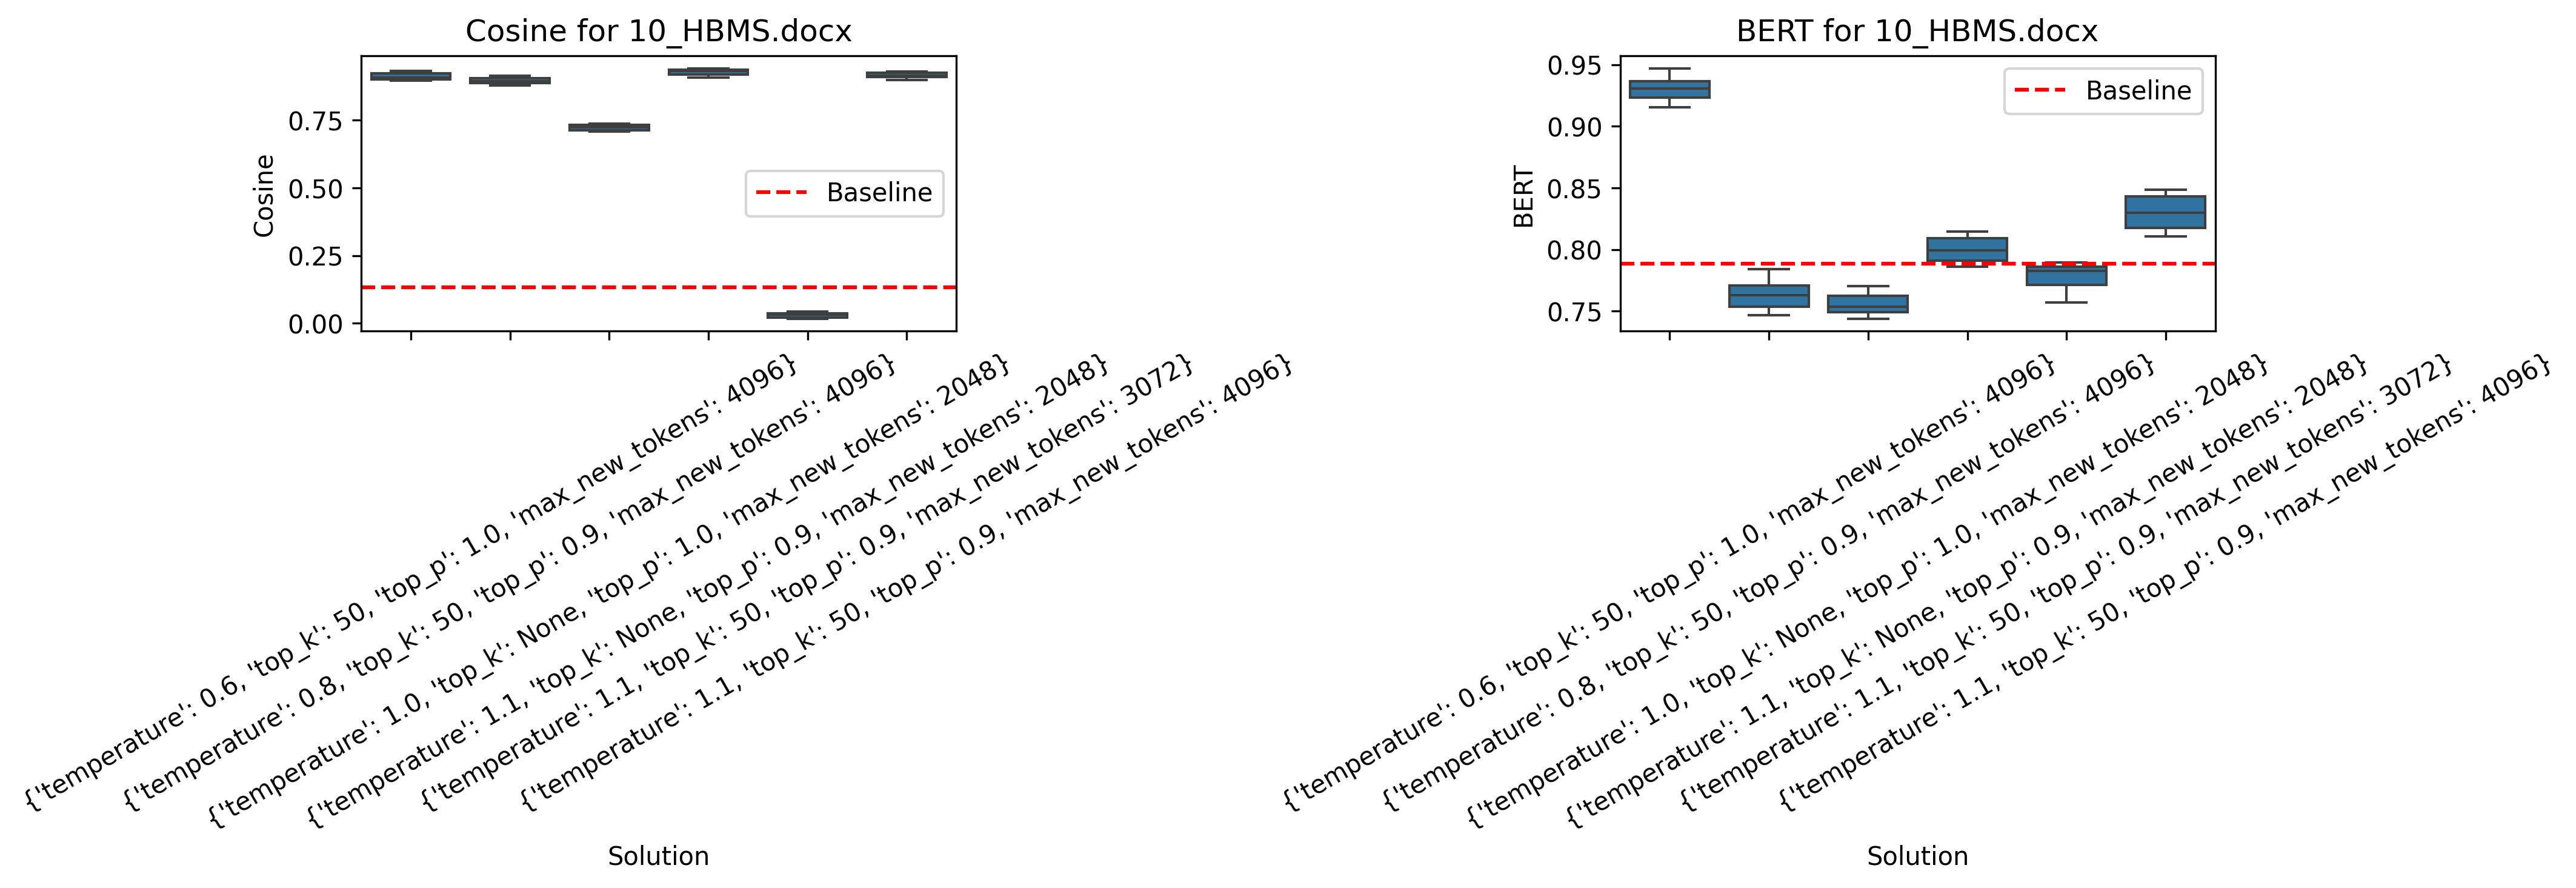 Cosine for 10_HBMS.docx
Cosine
0.75
0.50
0.25
0.00
Baseline
{'temperature': 0.6, 'top_k': 50, 'top_p': 1.0, 'max_new_tokens': 4096}
{'temperature': 0.8, 'top_k': 50, 'top_p': 0.9, 'max_new_tokens': 4096}
{'temperature': 1.0, 'top_k': None, 'top_p': 1.0, 'max_new_tokens': 2048}
{'temperature': 1.1, 'top_k': None, 'top_p': 0.9, 'max_new_tokens': 2048}
{'temperature': 1.1, 'top_k': 50, 'top_p': 0.9, 'max_new_tokens': 3072}
{'temperature': 1.1, 'top_k': 50, 'top_p': 0.9, 'max_new_tokens': 4096}
Solution
BERT for 10_HBMS.docx
BERT
0.95
0.90
0.85
0.80
0.75
Baseline
{'temperature': 0.6, 'top_k': 50, 'top_p': 1.0, 'max_new_tokens': 4096}
{'temperature': 0.8, 'top_k': 50, 'top_p': 0.9, 'max_new_tokens': 4096}
{'temperature': 1.0, 'top_k': None, 'top_p': 1.0, 'max_new_tokens': 2048}
{'temperature': 1.1, 'top_k': None, 'top_p': 0.9, 'max_new_tokens': 2048}
{'temperature': 1.1, 'top_k': 50, 'top_p': 0.9, 'max_new_tokens': 3072}
{'temperature': 1.1, 'top_k': 50, 'top_p': 0.9, 'max_new_tokens': 4096}
Solution